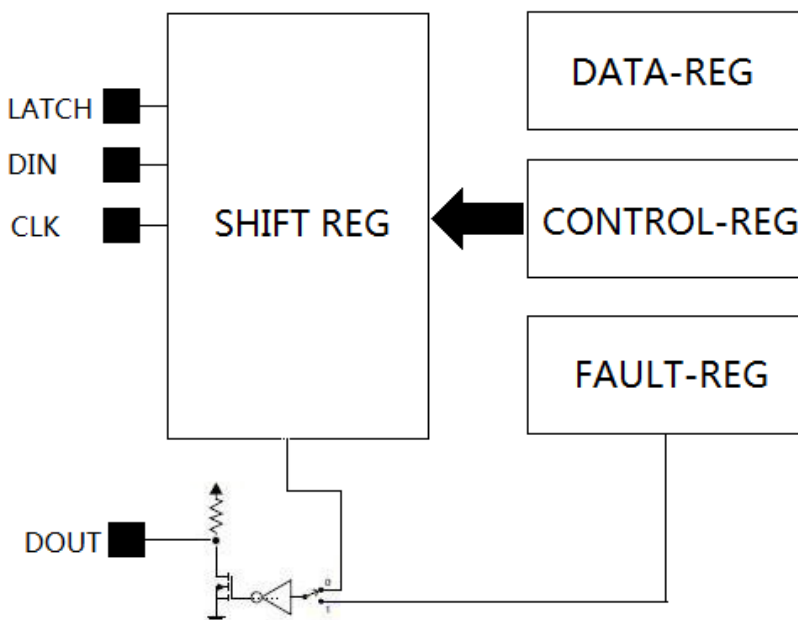 DATA-REG
LATCH
DIN
CLK
SHIFT REG
CONTROL-REG
FAULT-REG
DOUT
0
1